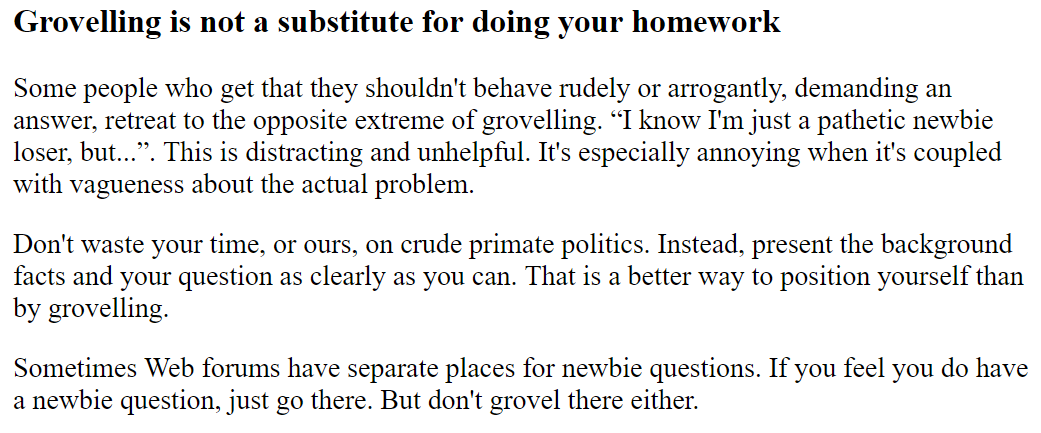 Grovelling is not a substitute for doing your homework
Some people who get that they shouldn't behave rudely or arrogantly, demanding an
answer, retreat to the opposite extreme of grovelling. “I know I'm just a pathetic newbie
loser, but...”. This is distracting and unhelpful. It's especially annoying when it's coupled
with vagueness about the actual problem.
Don't waste your time, or ours, on crude primate politics. Instead, present the background
facts and your question as clearly as you can. That is a better way to position yourself than
by grovelling.
Sometimes Web forums have separate places for newbie questions. If you feel you do have
a newbie question, just go there. But don't grovel there either.